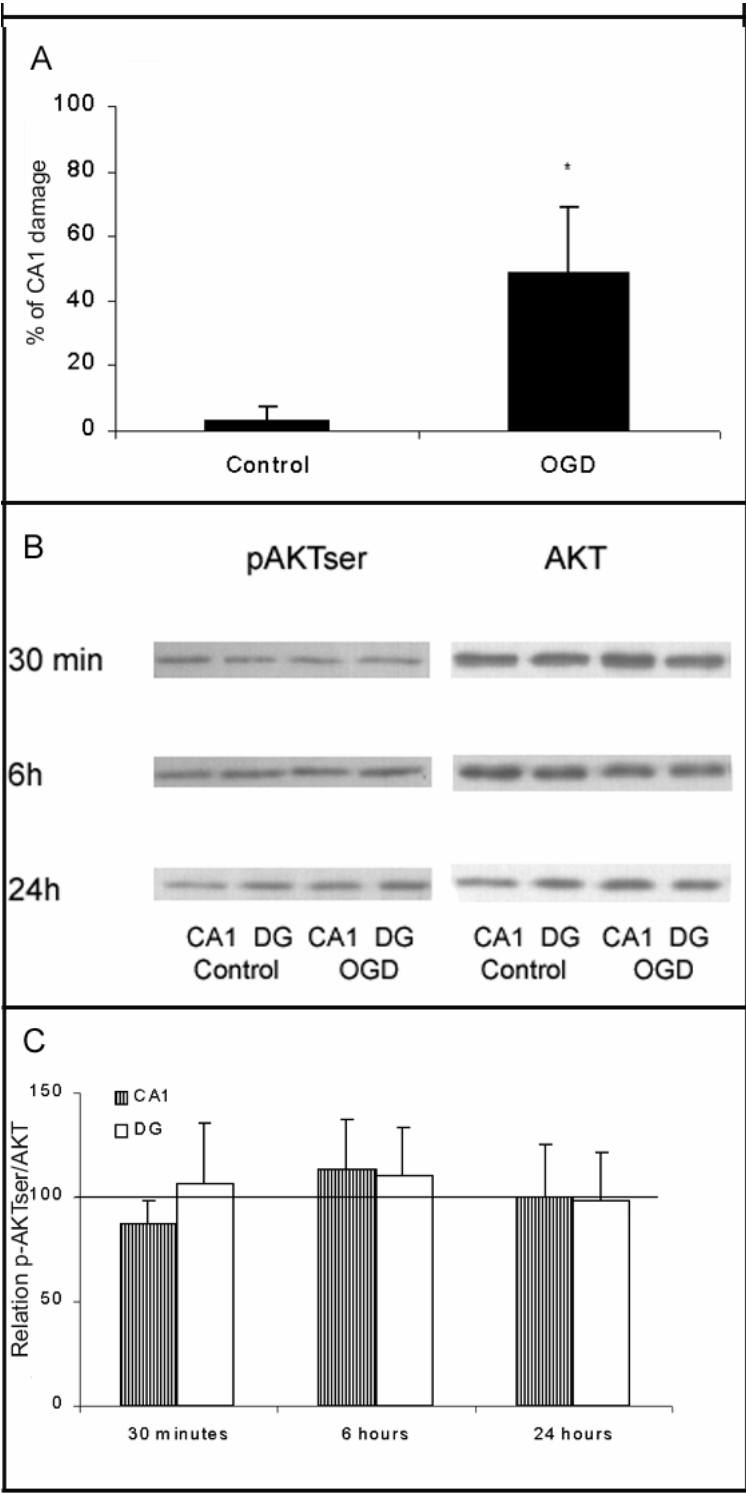 A
100
80
60
40
20
0
% of CA1 damage
*
Control OGD
B
pAKTser AKT
30 min
6h
24h
CA1 DG CA1 DG CA1 DG CA1 DG
Control OGD Control OGD
C
150
100
50
0
Relation p-AKTser/AKT
CA1
DG
30 minutes 6 hours 24 hours